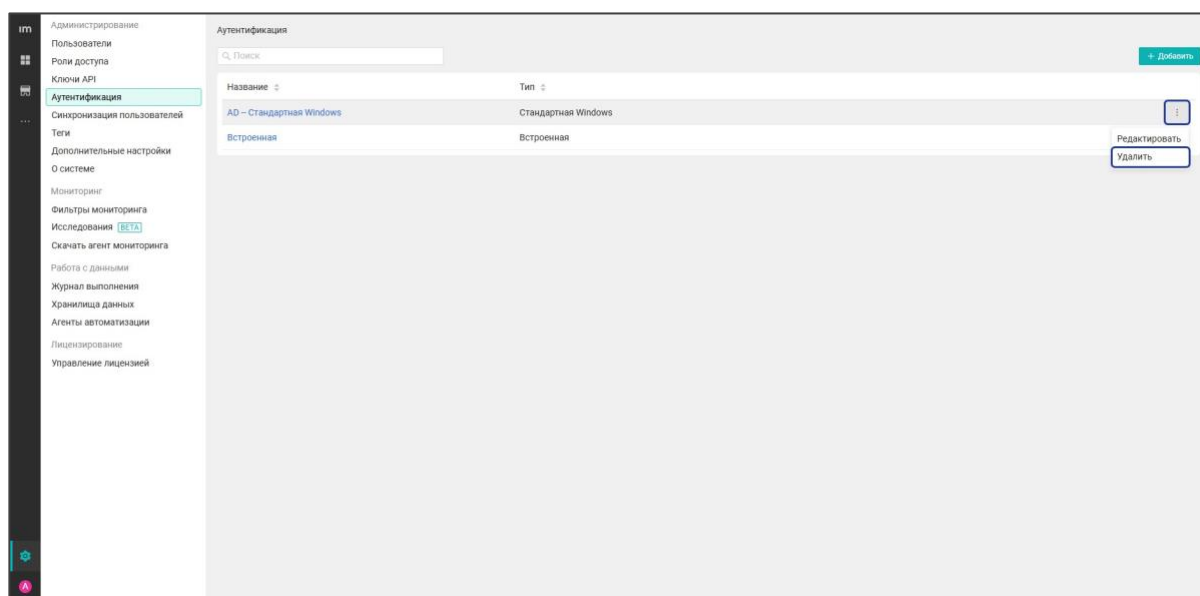 ım
Администрирование
Пользователи
Роли доступа
Ключи API
Аутентификация
Синхронизация пользователей
Теги
Дополнительные настройки
О системе
Мониторинг
Фильтры мониторинга
Исследования BETA
Скачать агент мониторинга
Работа с данными
Журнал выполнения
Хранилища данных
Агенты автоматизации
Лицензирование
Управление лицензией
A
Аутентификация
Поиск
+ Добавить
Название Тип
AD – Стандартная Windows Стандартная Windows
Встроенная Встроенная
Редактировать
Удалить